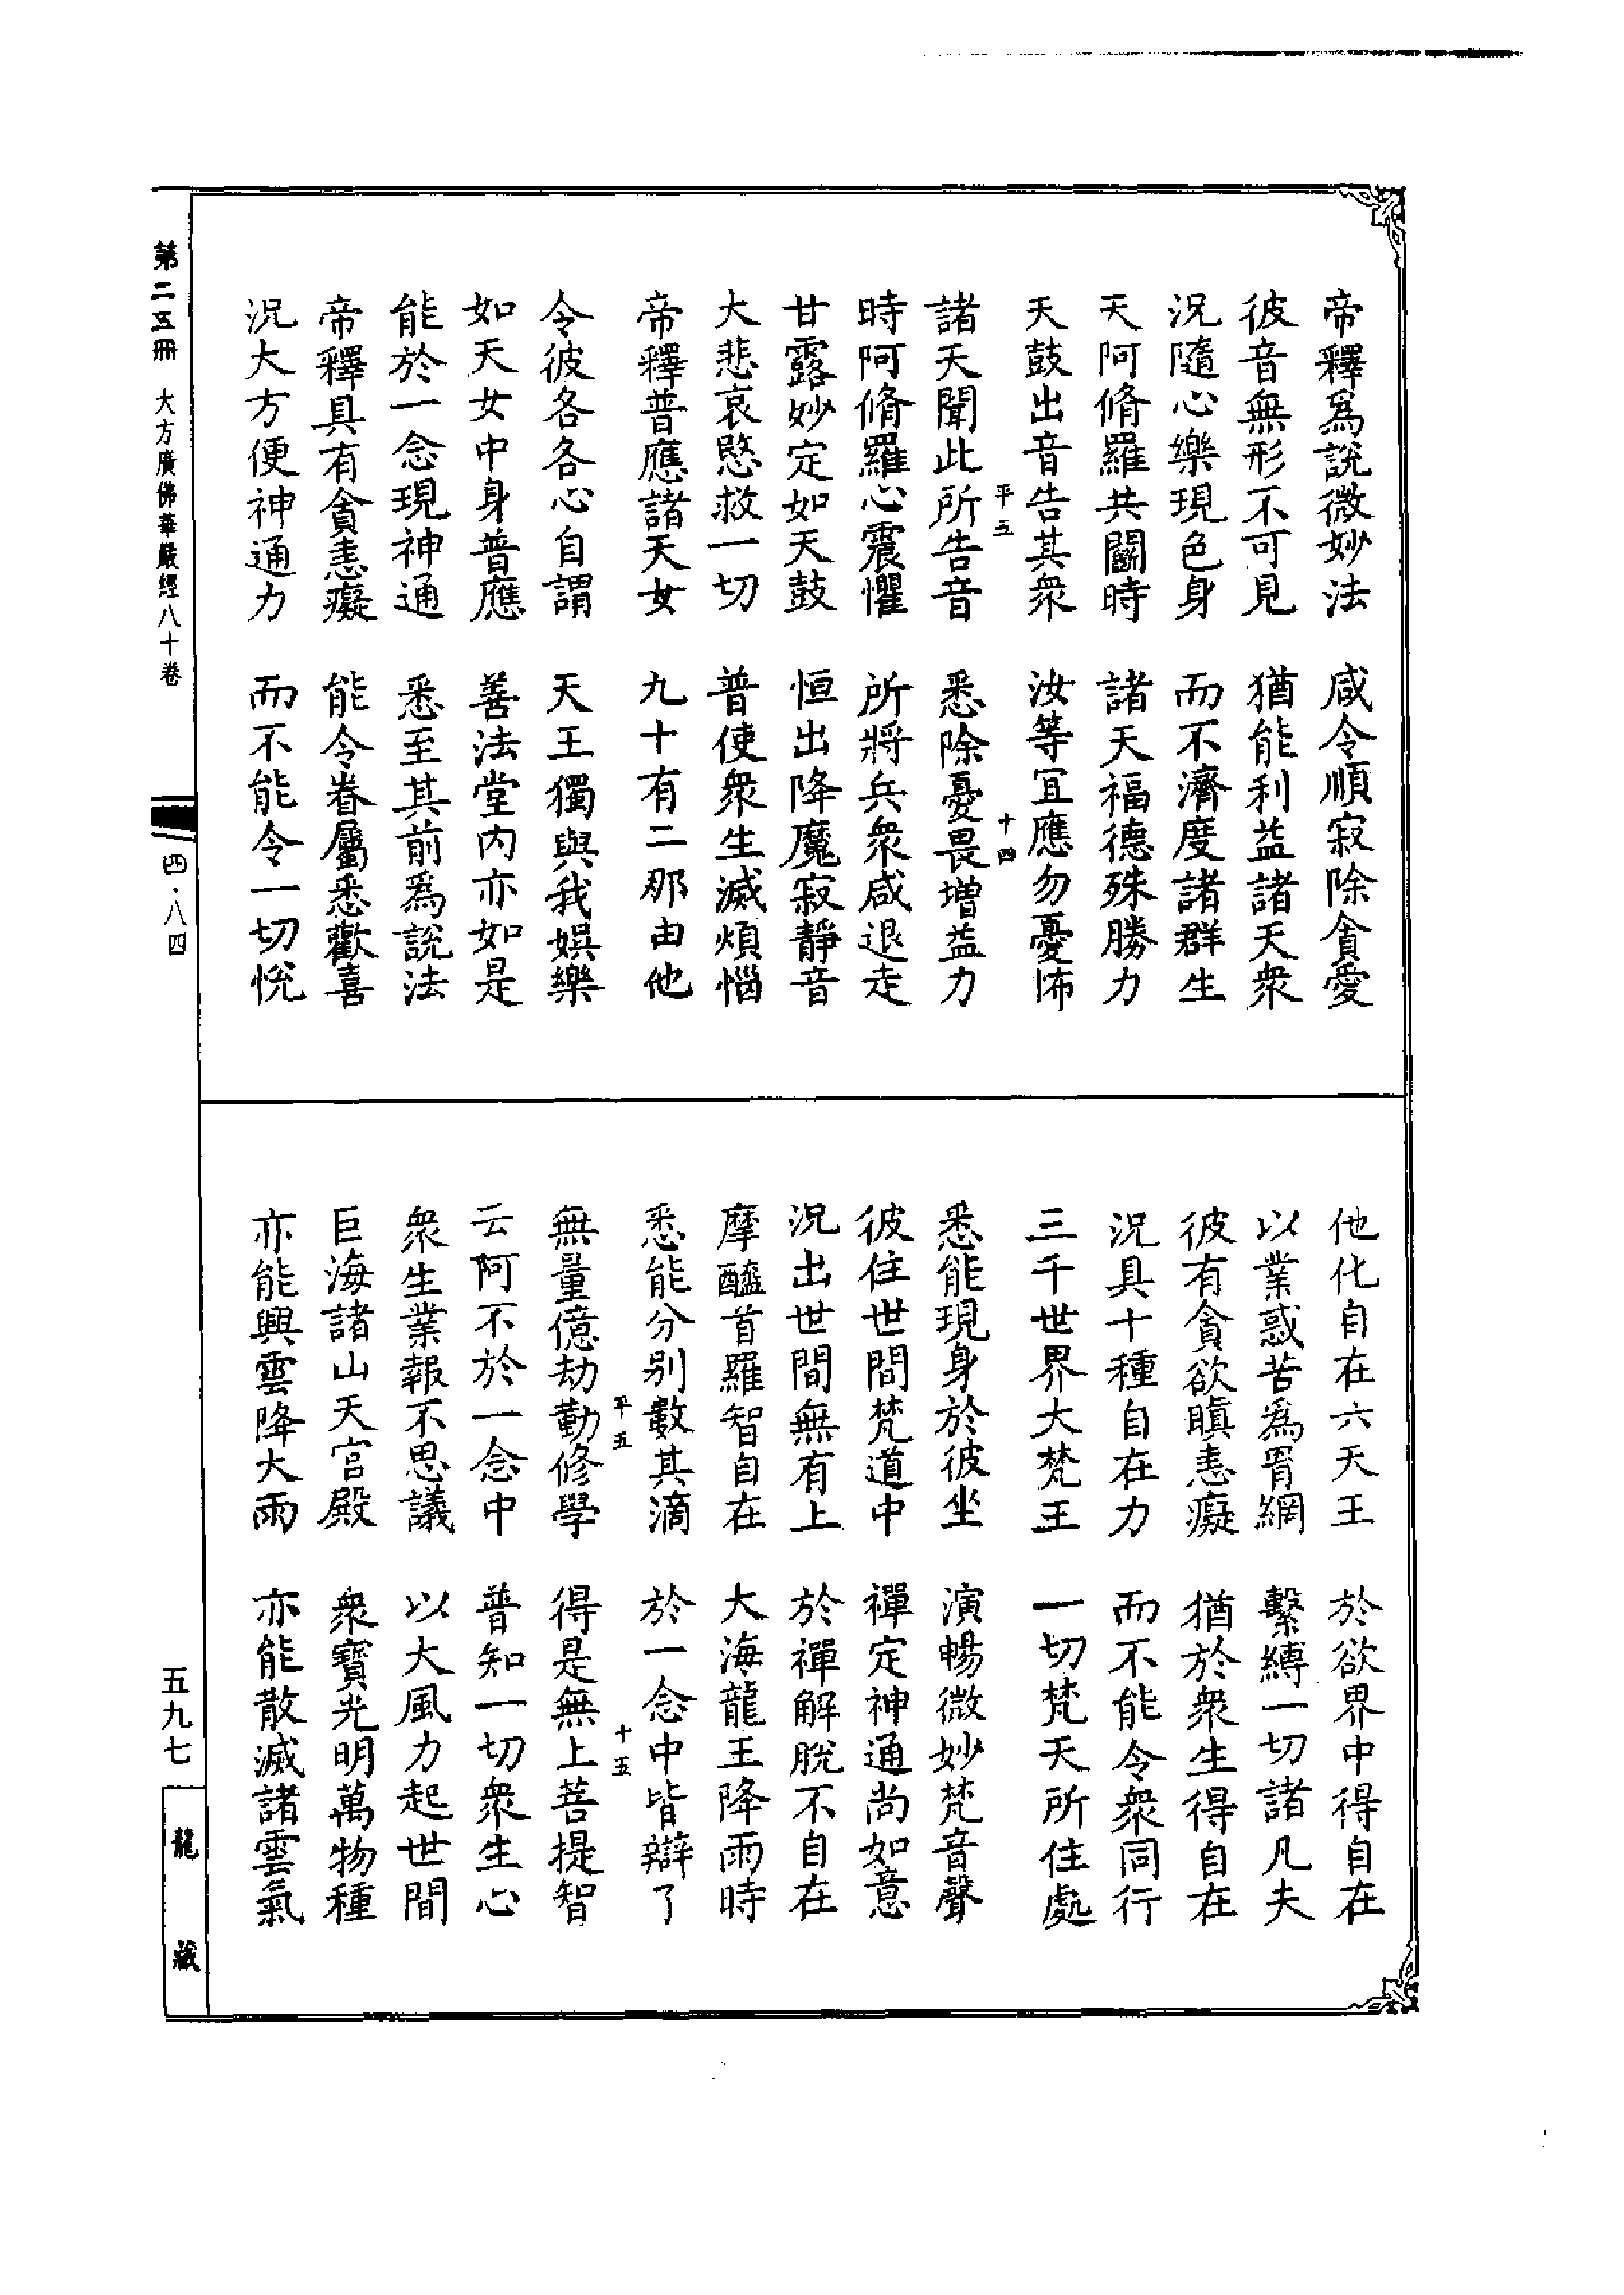 帝釋為說微妙法　咸令順寂除貪愛
彼音無形不可見　猶能利益諸天衆
況隨心樂現色身　而不濟度諸群生
天阿脩羅共鬭時　諸天福德殊勝力
天鼓出音告其衆　汝等宜應勿憂怖
平五　十四
諸天聞此所告音　悉除憂畏增益力
時阿脩羅心震懼　所將兵衆咸退走
甘露妙定如天鼓　恒出降魔寂靜音
大悲哀愍救一切　普使衆生滅煩惱
帝釋普應諸天女　九十有二那由他
令彼各各心自謂　天王獨與我娛樂
如天女中身普應　善法堂內亦如是
能於一念現神通　悉至其前為說法
帝釋具有貪恚癡　能令眷屬悉歡喜
況大方便神通力　而不能令一切悅
他化自在六天王　於欲界中得自在
以業惑苦為罥網　繫縛一切諸凡夫
彼有貪欲瞋恚癡　猶於衆生得自在
況具十種自在力　而不能令衆同行
三千世界大梵王　一切梵天所住處
悉能現身於彼坐　演暢微妙梵音聲
彼住世間梵道中　禪定神通尚如意
況出世間無有上　於禪解脫不自在
摩醯首羅智自在　大海龍王降雨時
悉能分别數其滴　於一念中皆辯了
平五　十五
無量億劫勤修學　得是無上菩提智
云何不於一念中　普知一切衆生心
衆生業報不思議　以大風力起世間
巨海諸山天宮殿　衆寶光明萬物種
亦能興雲降大雨　亦能散滅諸雲氣
第二五冊　大方廣佛華嚴經八十卷　四·八四
五九七　龍藏